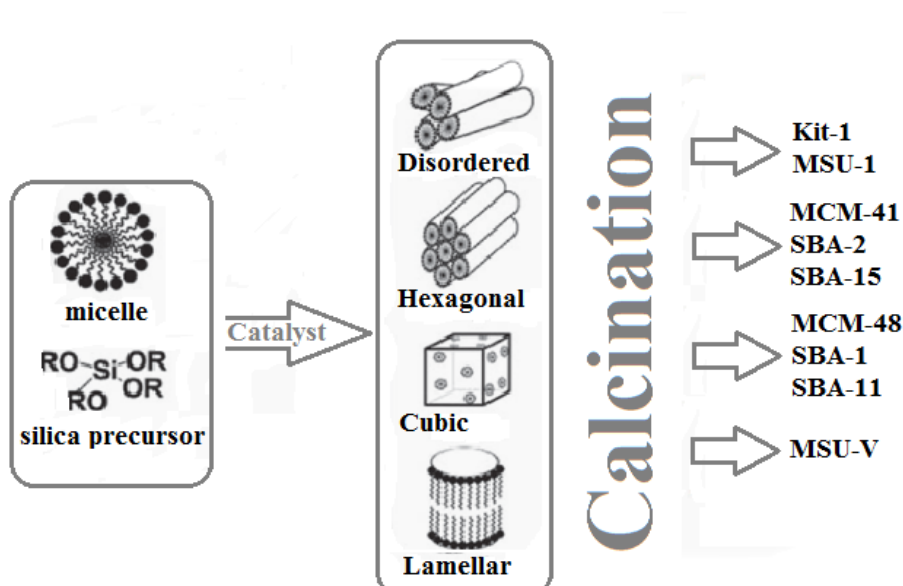 micelle
RO
OR
Si
RO
OR
silica precursor
Catalyst
Disordered
Hexagonal
Cubic
Lamellar
Calcination
Kit-1
MSU-1
MCM-41
SBA-2
SBA-15
MCM-48
SBA-1
SBA-11
MSU-V